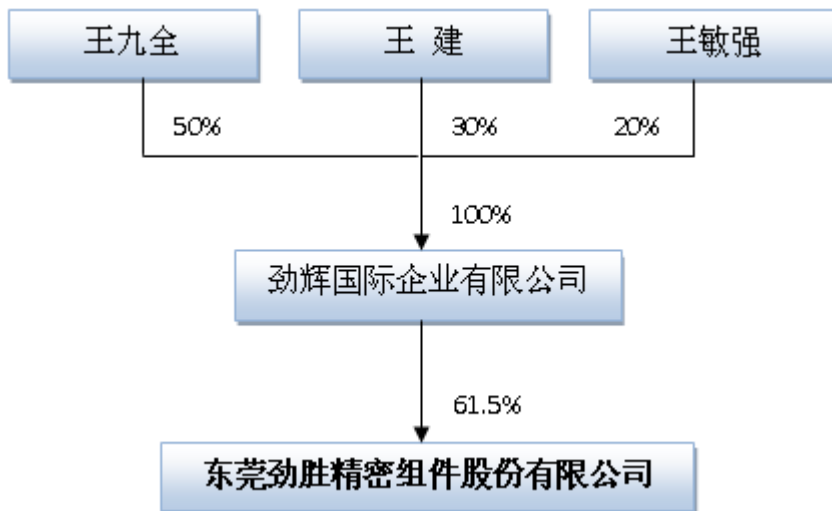 王九全
王 建
王敏强
50%
30%
20%
100%
劲辉国际企业有限公司
61.5%
东莞劲胜精密组件股份有限公司